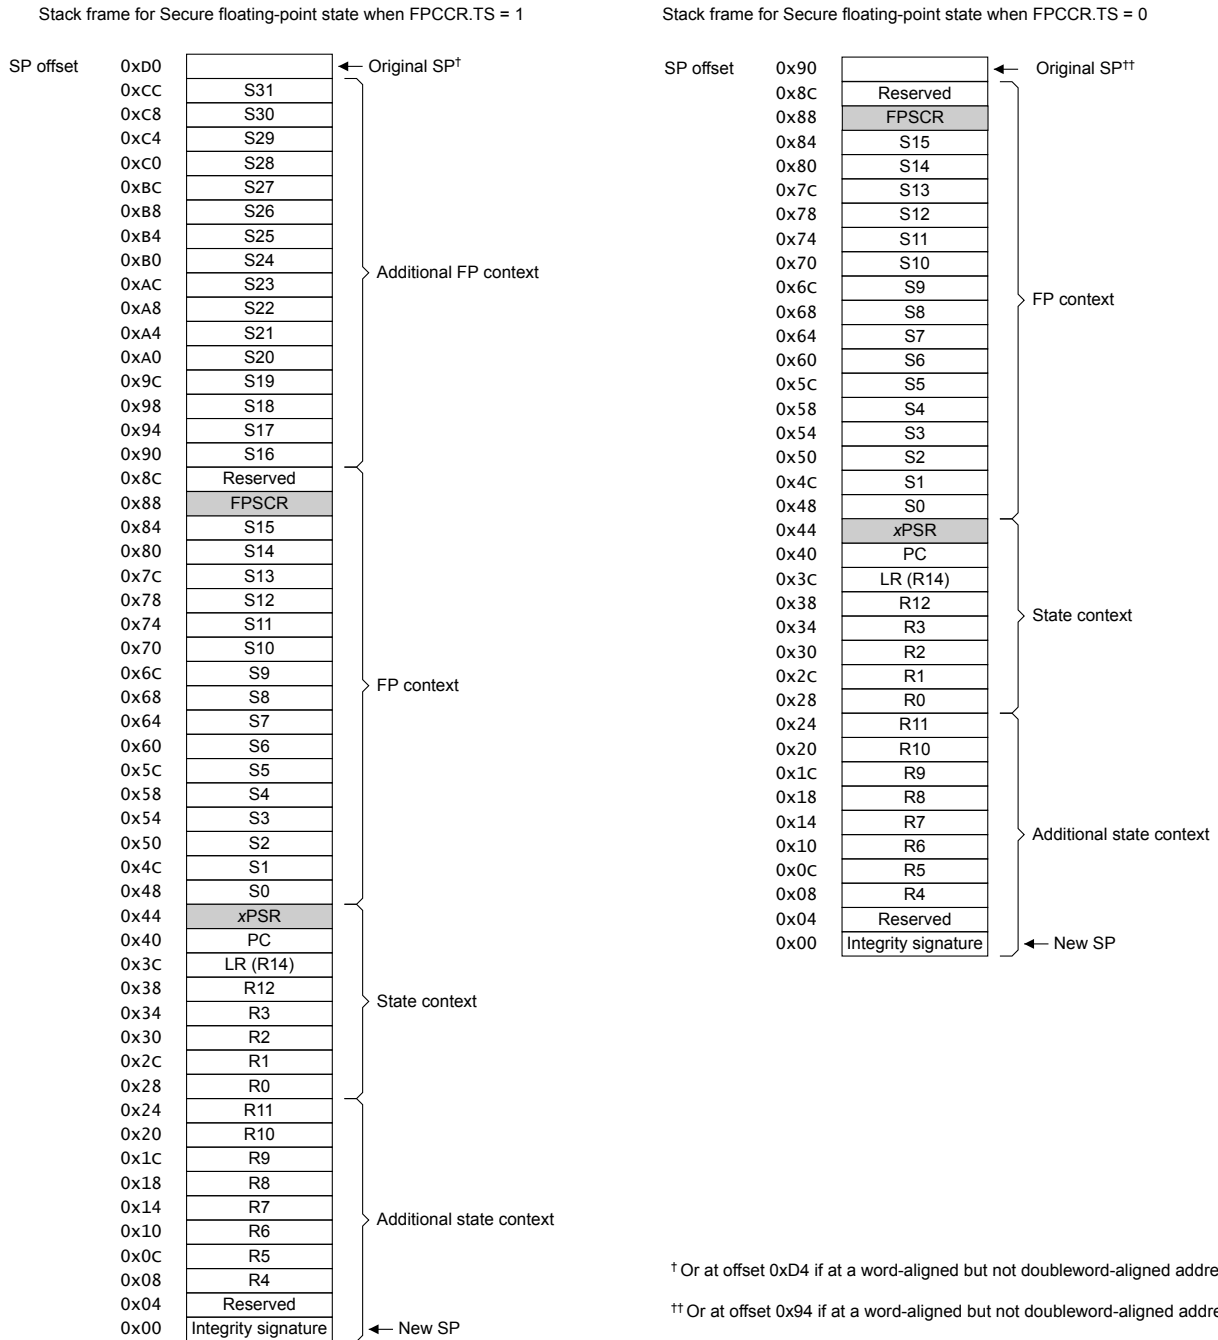 Stack frame for Secure floating-point state when FPCCR.TS = 1
SP offset 0xD0 ← Original SP†
0xCC S31
0xC8 S30
0xC4 S29
0xC0 S28
0xBC S27
0xB8 S26
0xB4 S25
0xB0 S24
Additional FP context
0xAC S23
0xA8 S22
0xA4 S21
0xA0 S20
0x9C S19
0x98 S18
0x94 S17
0x90 S16
0x8C Reserved
0x88 FPSCR
0x84 S15
0x80 S14
0x7C S13
0x78 S12
0x74 S11
0x70 S10
0x6C S9
FP context
0x68 S8
0x64 S7
0x60 S6
0x5C S5
0x58 S4
0x54 S3
0x50 S2
0x4C S1
0x48 S0
0x44 xPSR
0x40 PC
0x3C LR (R14)
0x38 R12
State context
0x34 R3
0x30 R2
0x2C R1
0x28 R0
0x24 R11
0x20 R10
0x1C R9
0x18 R8
0x14 R7
Additional state context
0x10 R6
0x0C R5
0x08 R4
0x04 Reserved
0x00 Integrity signature ← New SP
Stack frame for Secure floating-point state when FPCCR.TS = 0
SP offset 0x90 ← Original SP††
0x8C Reserved
0x88 FPSCR
0x84 S15
0x80 S14
0x7C S13
0x78 S12
0x74 S11
0x70 S10
0x6C S9
FP context
0x68 S8
0x64 S7
0x60 S6
0x5C S5
0x58 S4
0x54 S3
0x50 S2
0x4C S1
0x48 S0
0x44 xPSR
0x40 PC
0x3C LR (R14)
0x38 R12
State context
0x34 R3
0x30 R2
0x2C R1
0x28 R0
0x24 R11
0x20 R10
0x1C R9
0x18 R8
0x14 R7
Additional state context
0x10 R6
0x0C R5
0x08 R4
0x04 Reserved
0x00 Integrity signature ← New SP
† Or at offset 0xD4 if at a word-aligned but not doubleword-aligned addre
†† Or at offset 0x94 if at a word-aligned but not doubleword-aligned addre